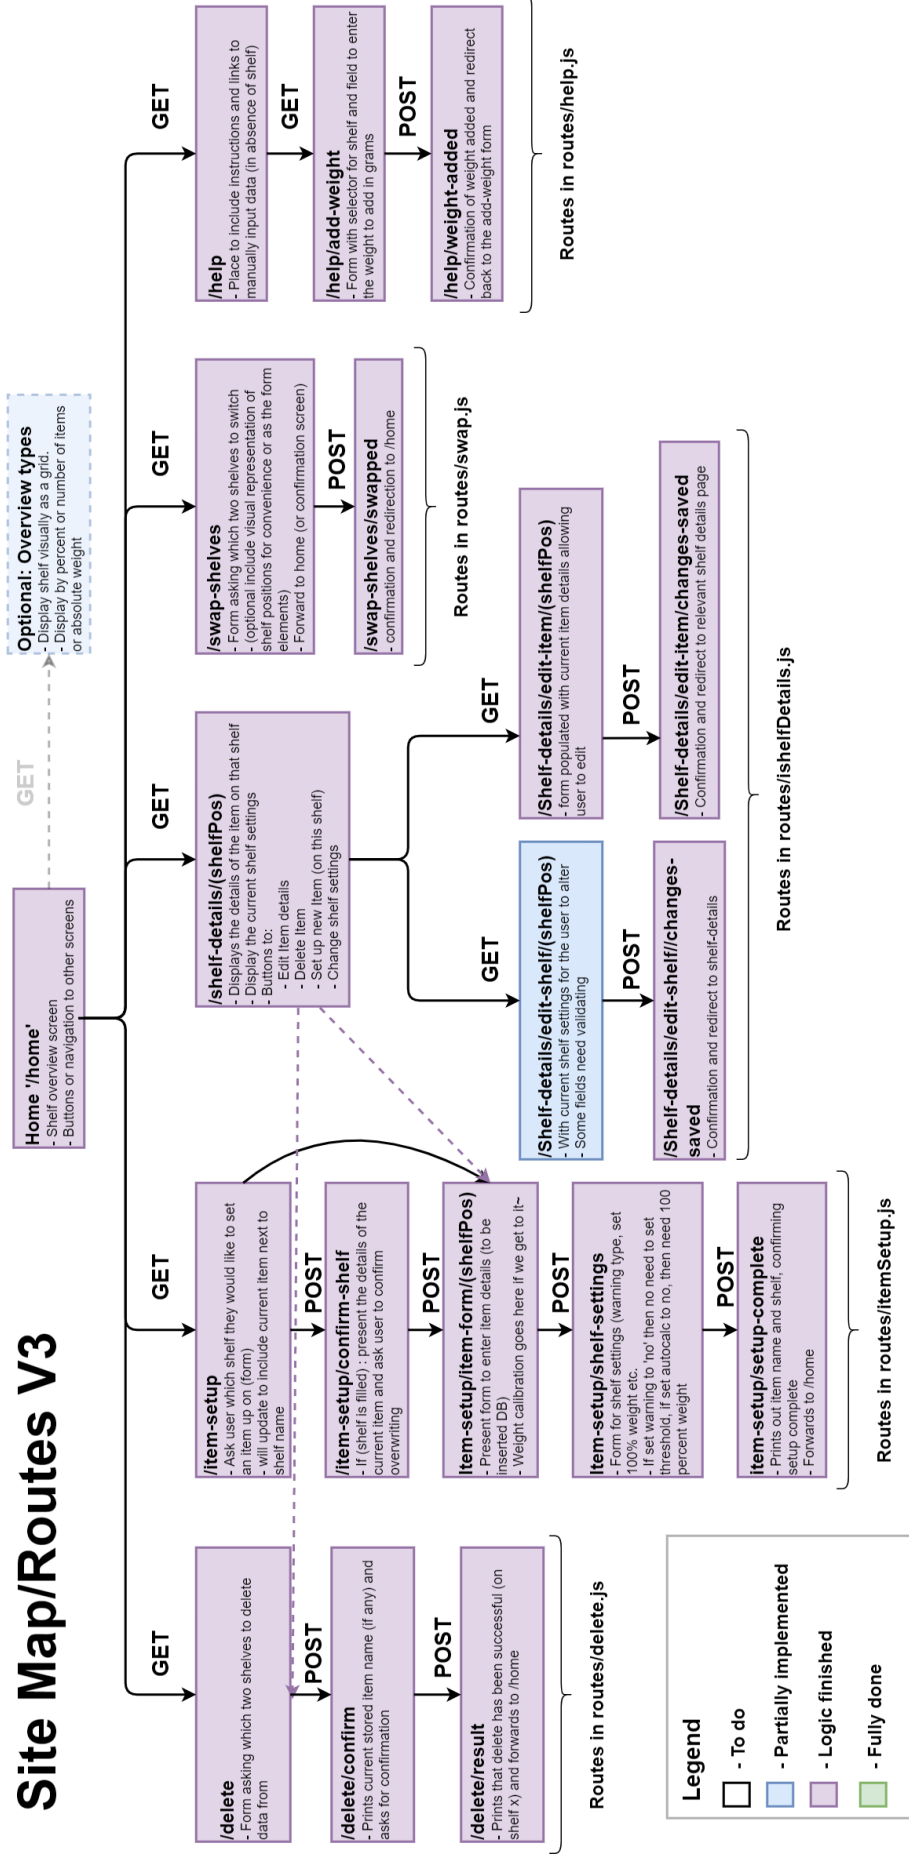 Site Map/Routes V3
Home '/home'
- Shelf overview screen
- Buttons or navigation to other screens
GET
Optional: Overview types
- Display shelf visually as a grid.
- Display by percent or number of items
or absolute weight
GET
/delete
- Form asking which two shelves to delete
data from
POST
/delete/confirm
- Prints current stored item name (if any) and
asks for confirmation
POST
/delete/result
- Prints that delete has been successful (on
shelf x) and forwards to /home
Routes in routes/delete.js
GET
/item-setup
- Ask user which shelf they would like to set
an item up on (form)
- will update to include current item next to
shelf name
POST
/item-setup/confirm-shelf
- If (shelf is filled) : present the details of the
current item and ask user to confirm
overwriting
POST
Item-setup/item-form/(shelfPos)
- Present form to enter item details (to be
inserted DB)
- Weight calibration goes here if we get to it~
POST
Item-setup/shelf-settings
- Form for shelf settings (warning type, set
100% weight etc.
- If set warning to 'no' then no need to set
threshold, if set autocalc to no, then need 100
percent weight
POST
item-setup/setup-complete
- Prints out item name and shelf, confirming
setup complete
- Forwards to /home
Routes in routes/itemSetup.js
GET
/shelf-details/(shelfPos)
- Displays the details of the item on that shelf
- Display the current shelf settings
- Buttons to:
- Edit Item details
- Delete Item
- Set up new Item (on this shelf)
- Change shelf settings
GET
/Shelf-details/edit-shelf/(shelfPos)
- With current shelf settings for the user to alter
- Some fields need validating
POST
/Shelf-details/edit-shelf//changes-
saved
- Confirmation and redirect to shelf-details
GET
/Shelf-details/edit-item/(shelfPos)
- form populated with current item details allowing
user to edit
POST
/Shelf-details/edit-item/changes-saved
- Confirmation and redirect to relevant shelf details page
Routes in routes/ishelfDetails.js
GET
/swap-shelves
- Form asking which two shelves to switch
- (optional include visual representation of
shelf positions for convenience or as the form
elements)
- Forward to home (or confirmation screen)
POST
/swap-shelves/swapped
- confirmation and redirection to /home
Routes in routes/swap.js
GET
/help
- Place to include instructions and links to
manually input data (in absence of shelf)
GET
/help/add-weight
- Form with selector for shelf and field to enter
the weight to add in grams
POST
/help/weight-added
- Confirmation of weight added and redirect
back to the add-weight form
Routes in routes/help.js
Legend
- To do
- Partially implemented
- Logic finished
- Fully done